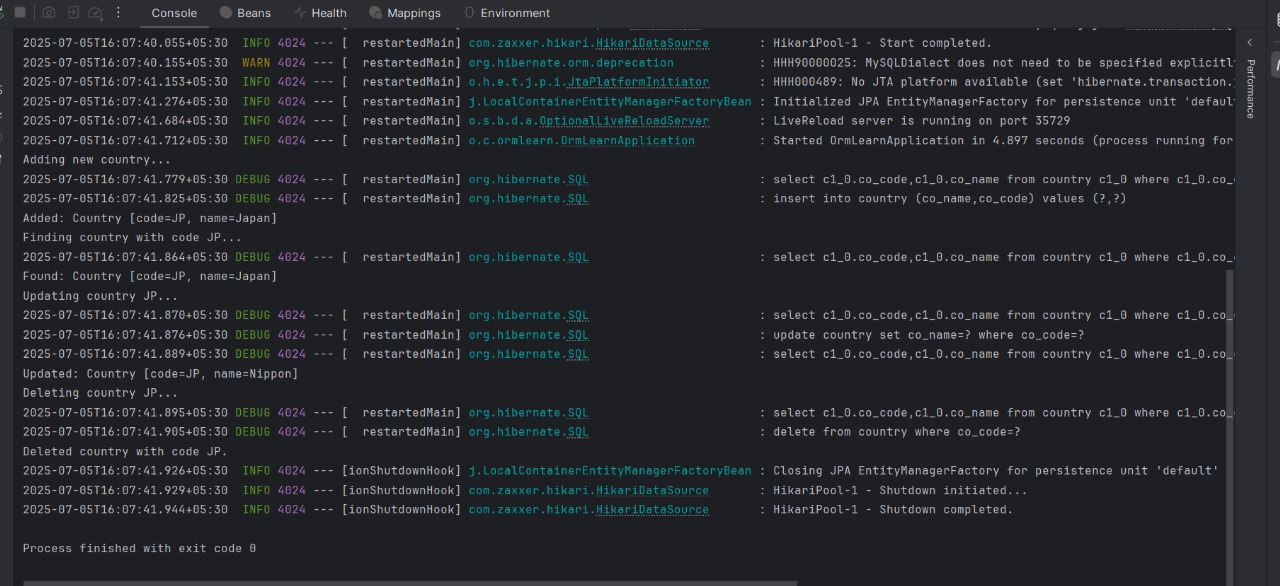 Console Beans Health Mappings Environment
2025-07-05T16:07:40.055+05:30  INFO 4024 --- [  restartedMain] com.zaxxer.hikari.HikariDataSource       : HikariPool-1 - Start completed.
2025-07-05T16:07:40.155+05:30  WARN 4024 --- [  restartedMain] org.hibernate.orm.deprecation            : HHH90000025: MySQLDialect does not need to be specified explicitl
2025-07-05T16:07:41.153+05:30  INFO 4024 --- [  restartedMain] o.h.e.t.j.p.i.JtaPlatformInitiator       : HHH000489: No JTA platform available (set 'hibernate.transaction.
2025-07-05T16:07:41.276+05:30  INFO 4024 --- [  restartedMain] j.LocalContainerEntityManagerFactoryBean : Initialized JPA EntityManagerFactory for persistence unit 'defaul
2025-07-05T16:07:41.684+05:30  INFO 4024 --- [  restartedMain] o.s.b.d.a.OptionalLiveReloadServer       : LiveReload server is running on port 35729
2025-07-05T16:07:41.712+05:30  INFO 4024 --- [  restartedMain] o.c.ormlearn.OrmLearnApplication         : Started OrmLearnApplication in 4.897 seconds (process running for
Adding new country...
2025-07-05T16:07:41.779+05:30 DEBUG 4024 --- [  restartedMain] org.hibernate.SQL                        : select c1_0.co_code,c1_0.co_name from country c1_0 where c1_0.co_
2025-07-05T16:07:41.825+05:30 DEBUG 4024 --- [  restartedMain] org.hibernate.SQL                        : insert into country (co_name,co_code) values (?,?)
Added: Country [code=JP, name=Japan]
Finding country with code JP...
2025-07-05T16:07:41.864+05:30 DEBUG 4024 --- [  restartedMain] org.hibernate.SQL                        : select c1_0.co_code,c1_0.co_name from country c1_0 where c1_0.co_
Found: Country [code=JP, name=Japan]
Updating country JP...
2025-07-05T16:07:41.870+05:30 DEBUG 4024 --- [  restartedMain] org.hibernate.SQL                        : select c1_0.co_code,c1_0.co_name from country c1_0 where c1_0.co_
2025-07-05T16:07:41.876+05:30 DEBUG 4024 --- [  restartedMain] org.hibernate.SQL                        : update country set co_name=? where co_code=?
2025-07-05T16:07:41.889+05:30 DEBUG 4024 --- [  restartedMain] org.hibernate.SQL                        : select c1_0.co_code,c1_0.co_name from country c1_0 where c1_0.co_
Updated: Country [code=JP, name=Nippon]
Deleting country JP...
2025-07-05T16:07:41.895+05:30 DEBUG 4024 --- [  restartedMain] org.hibernate.SQL                        : select c1_0.co_code,c1_0.co_name from country c1_0 where c1_0.co_
2025-07-05T16:07:41.905+05:30 DEBUG 4024 --- [  restartedMain] org.hibernate.SQL                        : delete from country where co_code=?
Deleted country with code JP.
2025-07-05T16:07:41.926+05:30  INFO 4024 --- [ionShutdownHook] j.LocalContainerEntityManagerFactoryBean : Closing JPA EntityManagerFactory for persistence unit 'default'
2025-07-05T16:07:41.929+05:30  INFO 4024 --- [ionShutdownHook] com.zaxxer.hikari.HikariDataSource       : HikariPool-1 - Shutdown initiated...
2025-07-05T16:07:41.944+05:30  INFO 4024 --- [ionShutdownHook] com.zaxxer.hikari.HikariDataSource       : HikariPool-1 - Shutdown completed.
Process finished with exit code 0
Performance